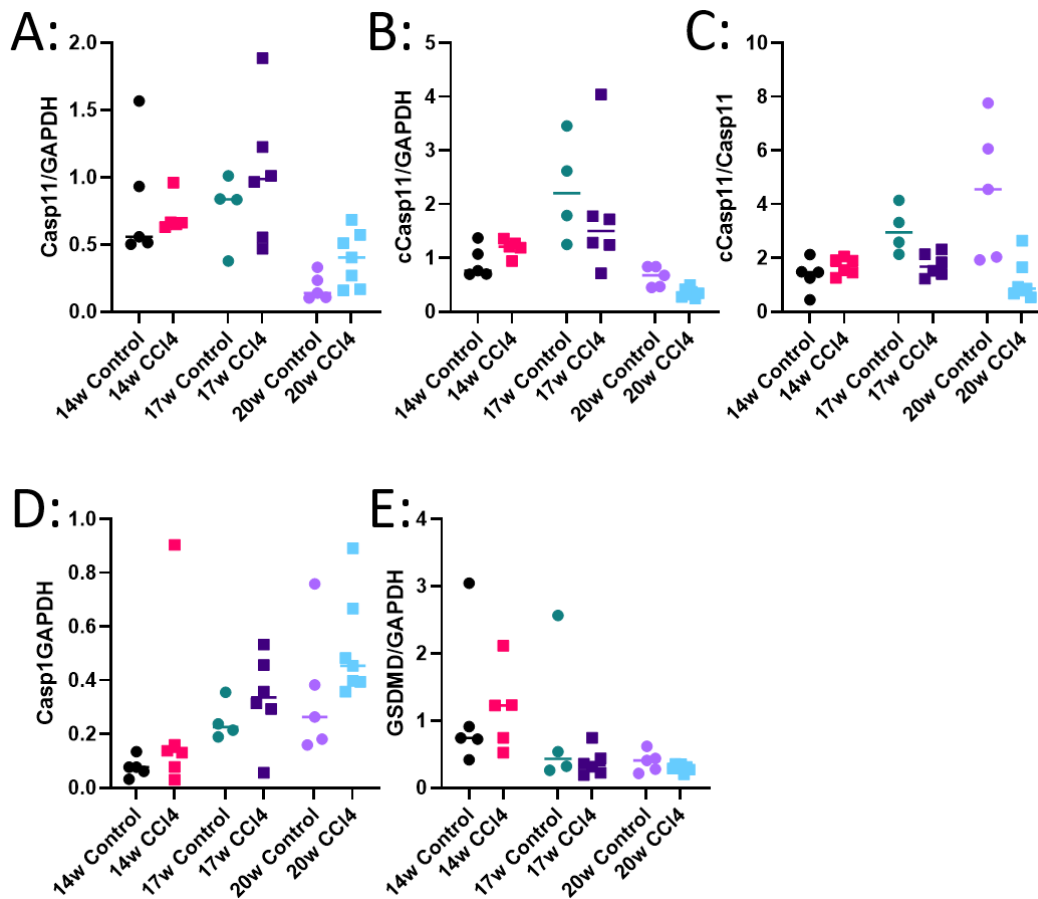 A:
Casp11/GAPDH
2.0
1.5
1.0
0.5
0.0
14w Control
14w CCl4
17w Control
17w CCl4
20w Control
20w CCl4
B:
cCasp11/GAPDH
5
4
3
2
1
0
14w Control
14w CCl4
17w Control
17w CCl4
20w Control
20w CCl4
C:
cCasp11/Casp11
10
8
6
4
2
0
14w Control
14w CCl4
17w Control
17w CCl4
20w Control
20w CCl4
D:
Casp1GAPDH
1.0
0.8
0.6
0.4
0.2
0.0
14w Control
14w CCl4
17w Control
17w CCl4
20w Control
20w CCl4
E:
GSDMD/GAPDH
4
3
2
1
0
14w Control
14w CCl4
17w Control
17w CCl4
20w Control
20w CCl4